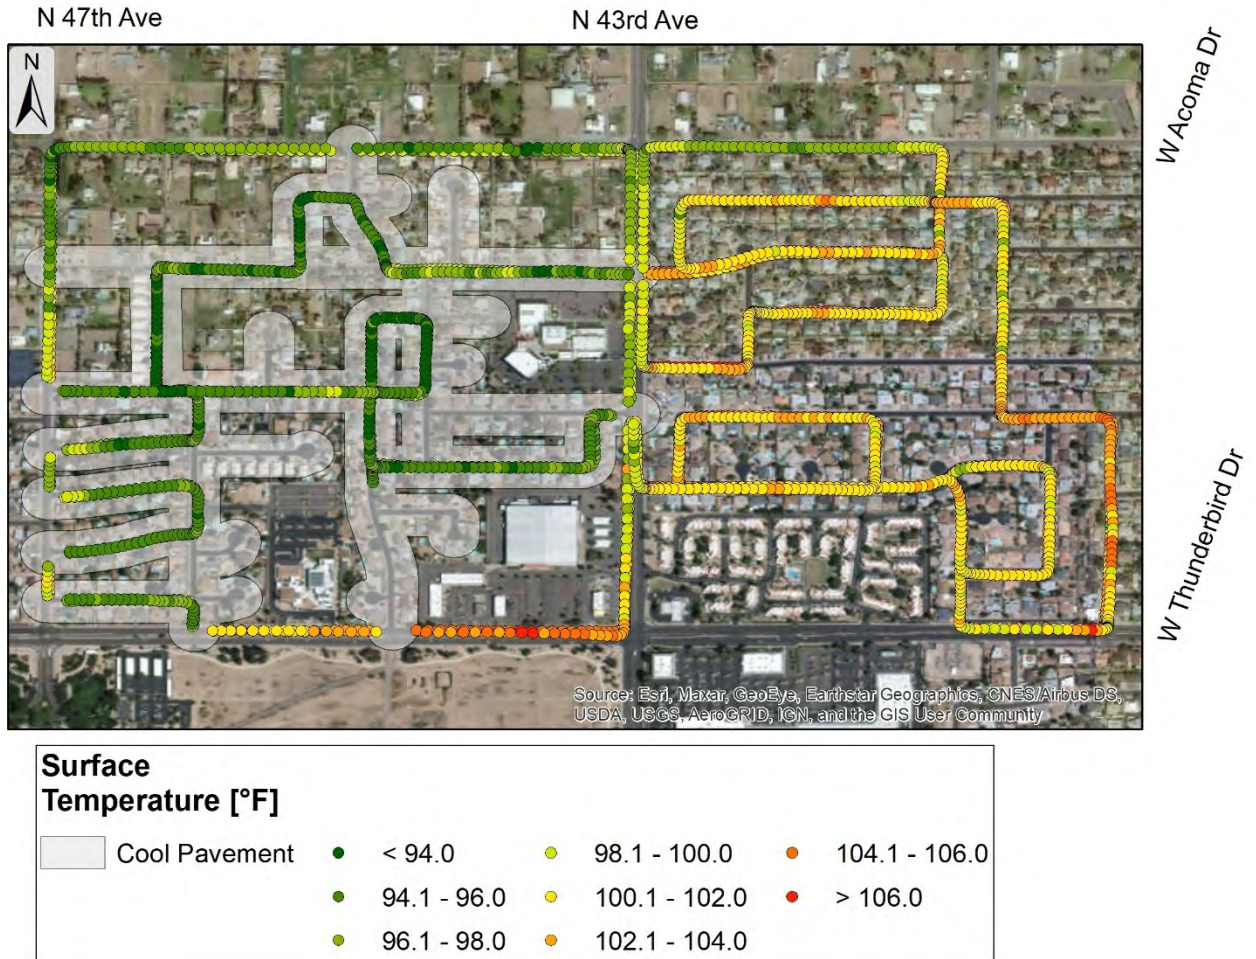 N 47th Ave
N 43rd Ave
W Acoma Dr
N
W Thunderbird Dr
Source: Esri, Maxar, GeoEye, Earthstar Geographics, CNES/Airbus DS,
USDA, USGS, AeroGRID, IGN, and the GIS User Community
Surface
Temperature [°F]
Cool Pavement
< 94.0
94.1 - 96.0
96.1 - 98.0
98.1 - 100.0
100.1 - 102.0
102.1 - 104.0
104.1 - 106.0
> 106.0